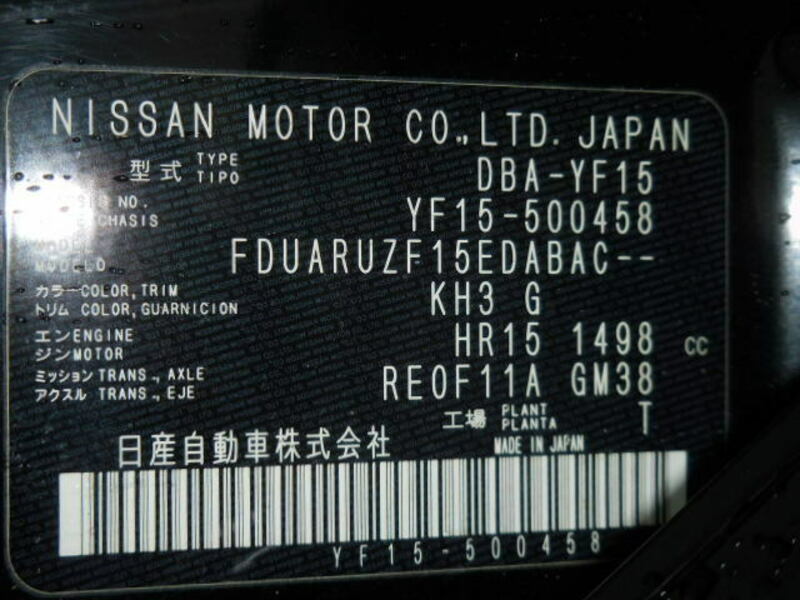 NISSAN MOTOR CO.,LTD. JAPAN
型式 TYPE TIPO DBA-YF15
NO. CHASIS YF15-500458
MODELO FDUARUZF15EDABAC--
カラーCOLOR, TRIM
トリム COLOR, GUARNICION KH3 G
エンENGINE
ジンMOTOR HR15 1498 CC
ミッション TRANS., AXLE
アクスル TRANS., EJE RE0F11A GM38
工場 PLANT PLANTA T
日産自動車株式会社 MADE IN JAPAN
YF15-500458